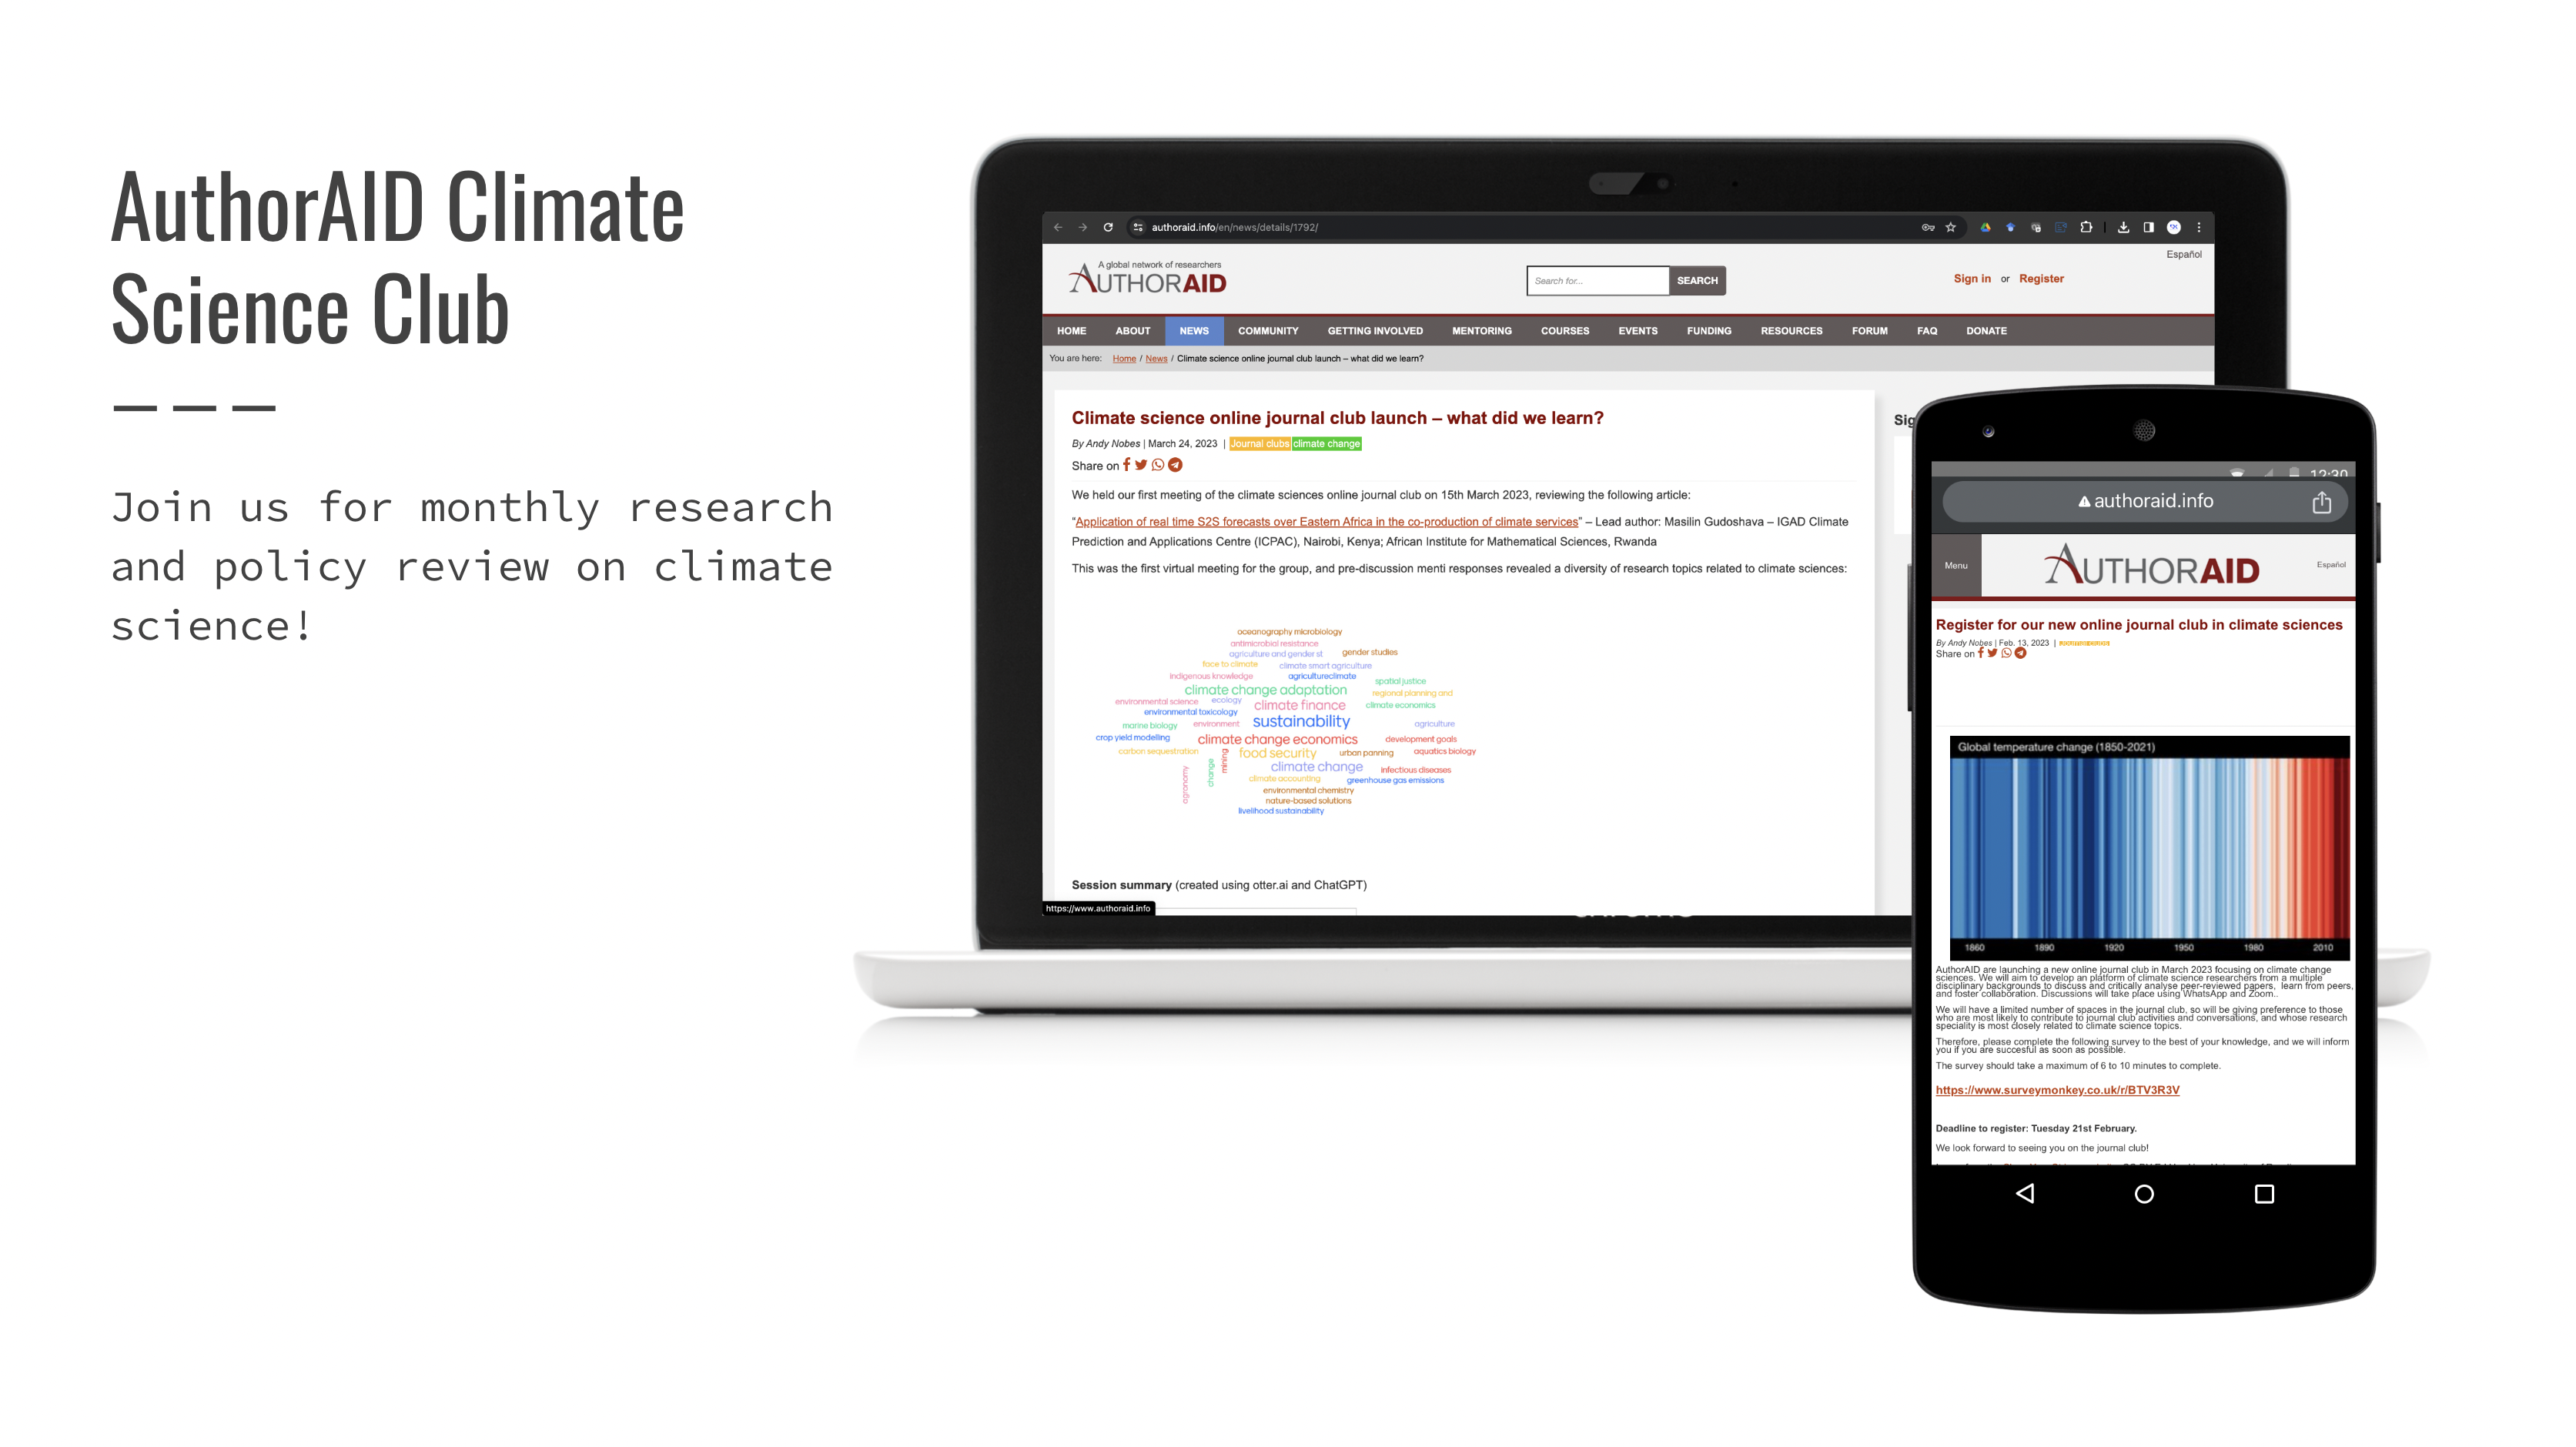 AuthorAID Climate
Science Club
Join us for monthly research
and policy review on climate
science!
authoraid.info/en/news/details/1792/
Español
A global network of researchers
AUTHORAID
Search for...
SEARCH
Sign in or Register
HOME ABOUT NEWS COMMUNITY GETTING INVOLVED MENTORING COURSES EVENTS FUNDING RESOURCES FORUM FAQ DONATE
You are here: Home / News / Climate science online journal club launch – what did we learn?
Climate science online journal club launch – what did we learn?
By Andy Nobes | March 24, 2023 | Journal clubs climate change
Share on
We held our first meeting of the climate sciences online journal club on 15th March 2023, reviewing the following article:
“Application of real time S2S forecasts over Eastern Africa in the co-production of climate services” – Lead author: Masilin Gudoshava – IGAD Climate
Prediction and Applications Centre (ICPAC), Nairobi, Kenya; African Institute for Mathematical Sciences, Rwanda
This was the first virtual meeting for the group, and pre-discussion menti responses revealed a diversity of research topics related to climate sciences:
oceanography microbiology
antimicrobial resistance
agriculture and gender st gender studies
face to climate climate smart agriculture
indigenous knowledge agricultureclimate spatial justice
climate change adaptation regional planning and
environmental science ecology climate finance climate economics
environmental toxicology
marine biology environment sustainability agriculture
crop yield modelling climate change economics development goals
carbon sequestration food security urban panning aquatics biology
agronomy change mining climate change infectious diseases
climate accounting greenhouse gas emissions
environmental chemistry
nature-based solutions
livelihood sustainability
Session summary (created using otter.ai and ChatGPT)
https://www.authoraid.info
Sig
12:30
authoraid.info
Menu
AUTHORAID
Español
Register for our new online journal club in climate sciences
By Andy Nobes | Feb. 13, 2023 | Journal clubs
Share on
Global temperature change (1850-2021)
1860 1890 1920 1950 1980 2010
AuthorAID are launching a new online journal club in March 2023 focusing on climate change
sciences. We will aim to develop an platform of climate science researchers from a multiple
disciplinary backgrounds to discuss and critically analyse peer-reviewed papers, learn from peers,
and foster collaboration. Discussions will take place using WhatsApp and Zoom..
We will have a limited number of spaces in the journal club, so will be giving preference to those
who are most likely to contribute to journal club activities and conversations, and whose research
speciality is most closely related to climate science topics.
Therefore, please complete the following survey to the best of your knowledge, and we will inform
you if you are succesful as soon as possible.
The survey should take a maximum of 6 to 10 minutes to complete.
https://www.surveymonkey.co.uk/r/BTV3R3V
Deadline to register: Tuesday 21st February.
We look forward to seeing you on the journal club!